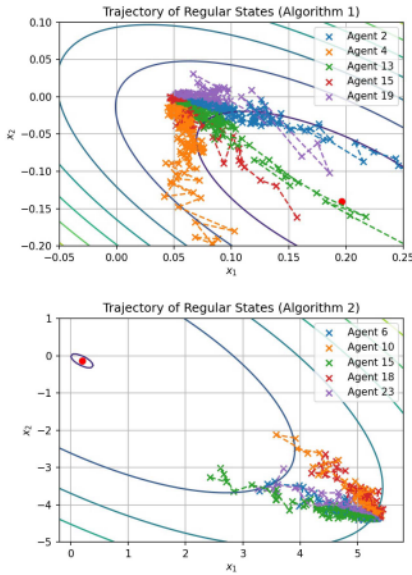 Trajectory of Regular States (Algorithm 1)
0.10
0.05
0.00
-0.05
-0.10
-0.15
-0.20
x₂
Agent 2
Agent 4
Agent 13
Agent 15
Agent 19
-0.05
0.00
0.05
0.10
0.15
0.20
0.25
x₁
Trajectory of Regular States (Algorithm 2)
1
0
-1
-2
-3
-4
-5
x₂
Agent 6
Agent 10
Agent 15
Agent 18
Agent 23
0
1
2
3
4
5
x₁